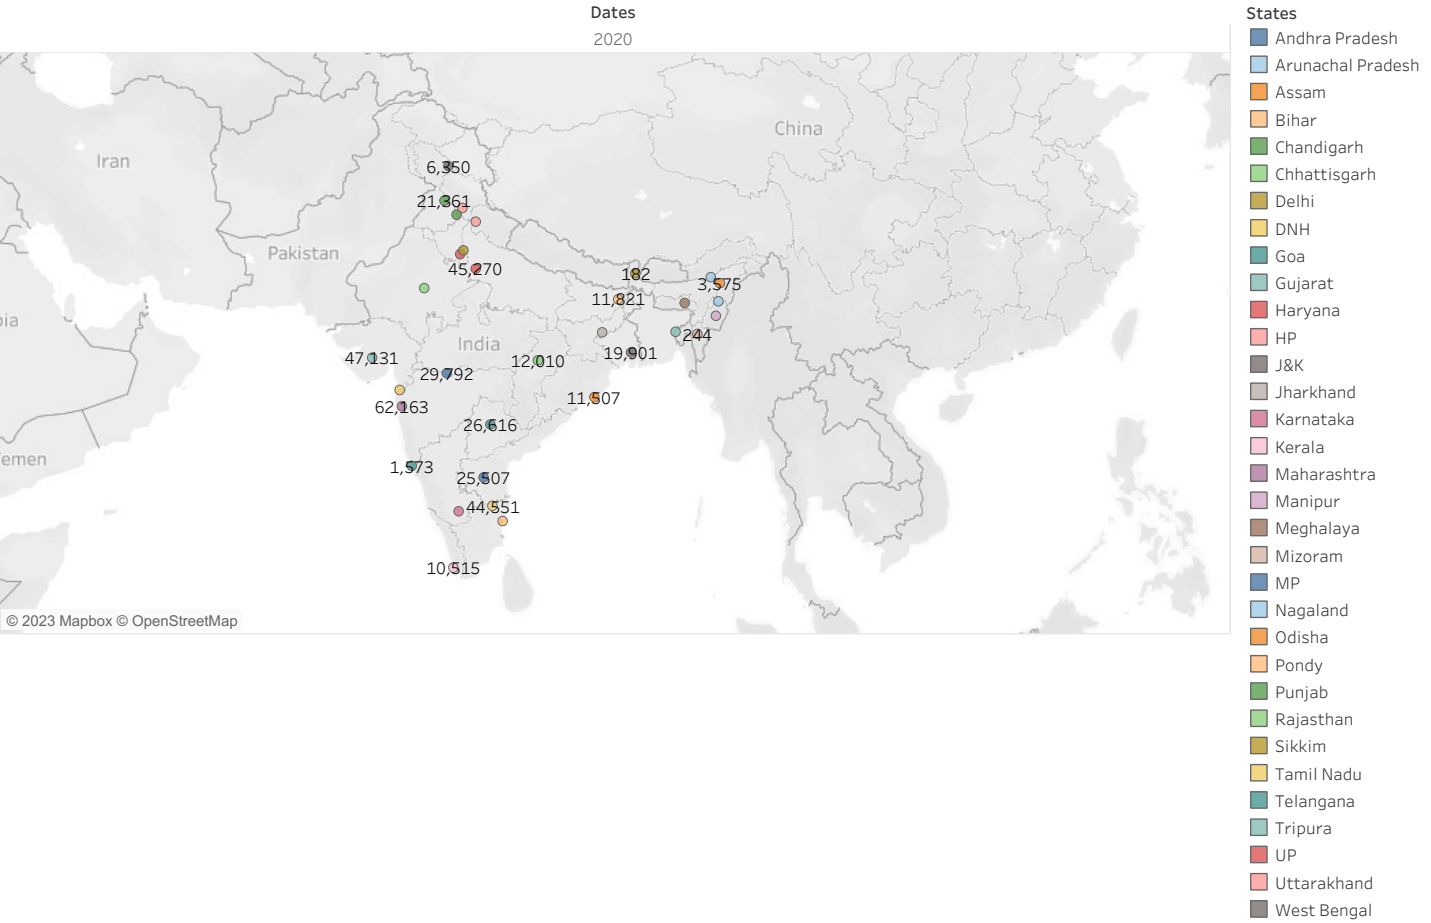 Dates
2020
States
Andhra Pradesh
Arunachal Pradesh
Assam
Bihar
Chandigarh
Chhattisgarh
Delhi
DNH
Goa
Gujarat
Haryana
HP
J&K
Jharkhand
Karnataka
Kerala
Maharashtra
Manipur
Meghalaya
Mizoram
MP
Nagaland
Odisha
Pondy
Punjab
Rajasthan
Sikkim
Tamil Nadu
Telangana
Tripura
UP
Uttarakhand
West Bengal
China
Iran
6,350
21,361
Pakistan
45,270
182
3,575
11,821
244
India
19,901
47,131
12,010
29,792
11,507
62,163
26,616
emen
1,573
25,507
44,551
10,515
© 2023 Mapbox © OpenStreetMap